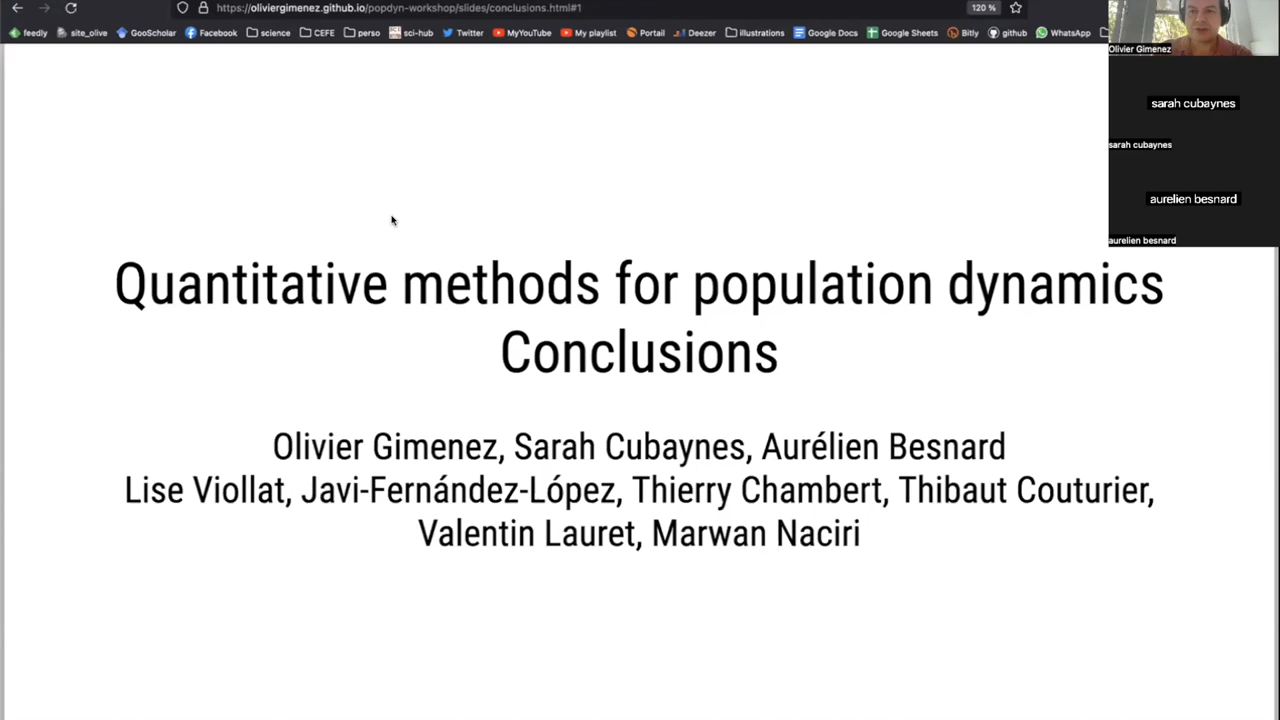 https://oliviergimenez.github.io/popdyn-workshop/slides/conclusions.html#1
120 %
feedly
site_olive
GooScholar
Facebook
science
CEFE
perso
sci-hub
Twitter
MyYouTube
My playlist
Portail
Deezer
illustrations
Google Docs
Google Sheets
Bitly
github
WhatsApp
Olivier Gimenez
sarah cubaynes
sarah cubaynes
aurelien besnard
aurelien besnard
Quantitative methods for population dynamics
Conclusions
Olivier Gimenez, Sarah Cubaynes, Aurélien Besnard
Lise Viollat, Javi-Fernández-López, Thierry Chambert, Thibaut Couturier,
Valentin Lauret, Marwan Naciri